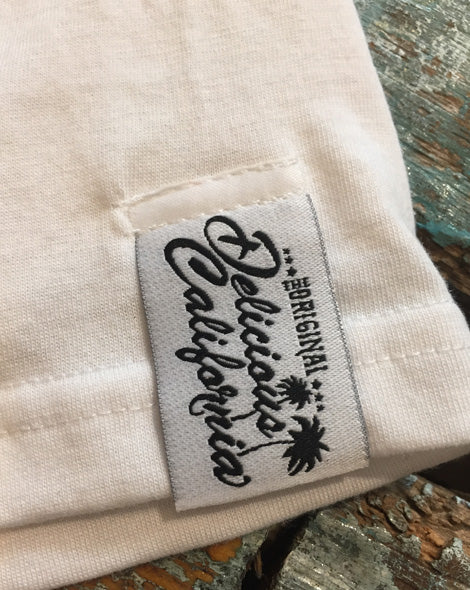 THE ORIGINAL
Delicious
California